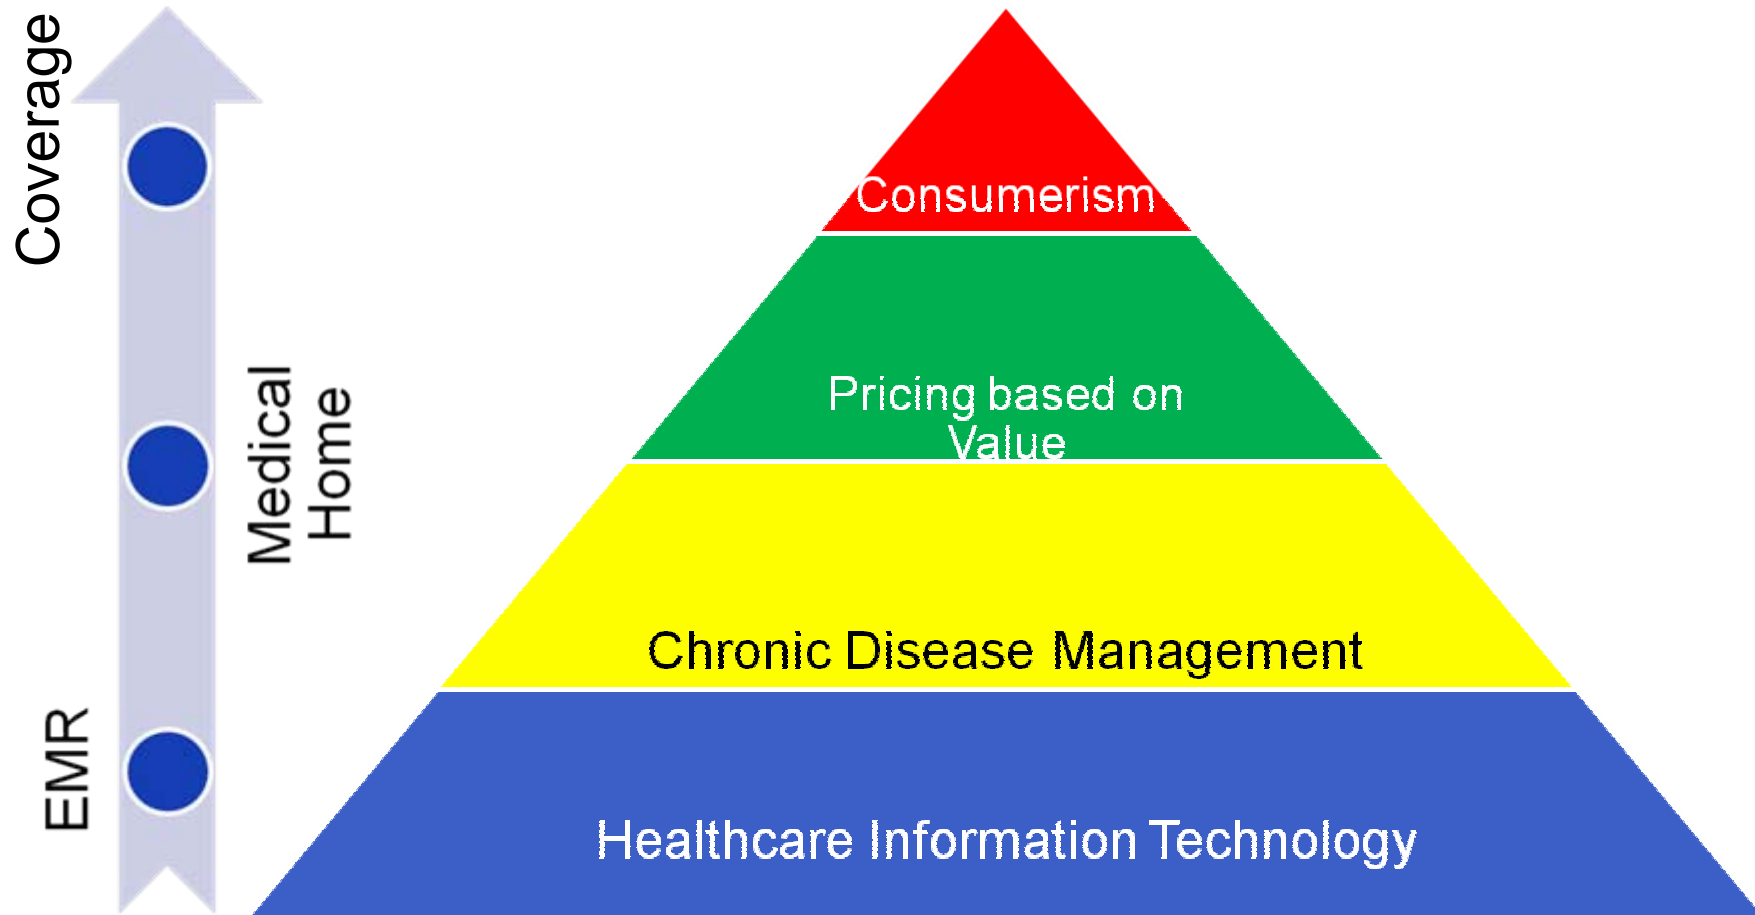 Coverage
Medical
Home
EMR
Consumerism
Pricing based on
Value
Chronic Disease Management
Healthcare Information Technology